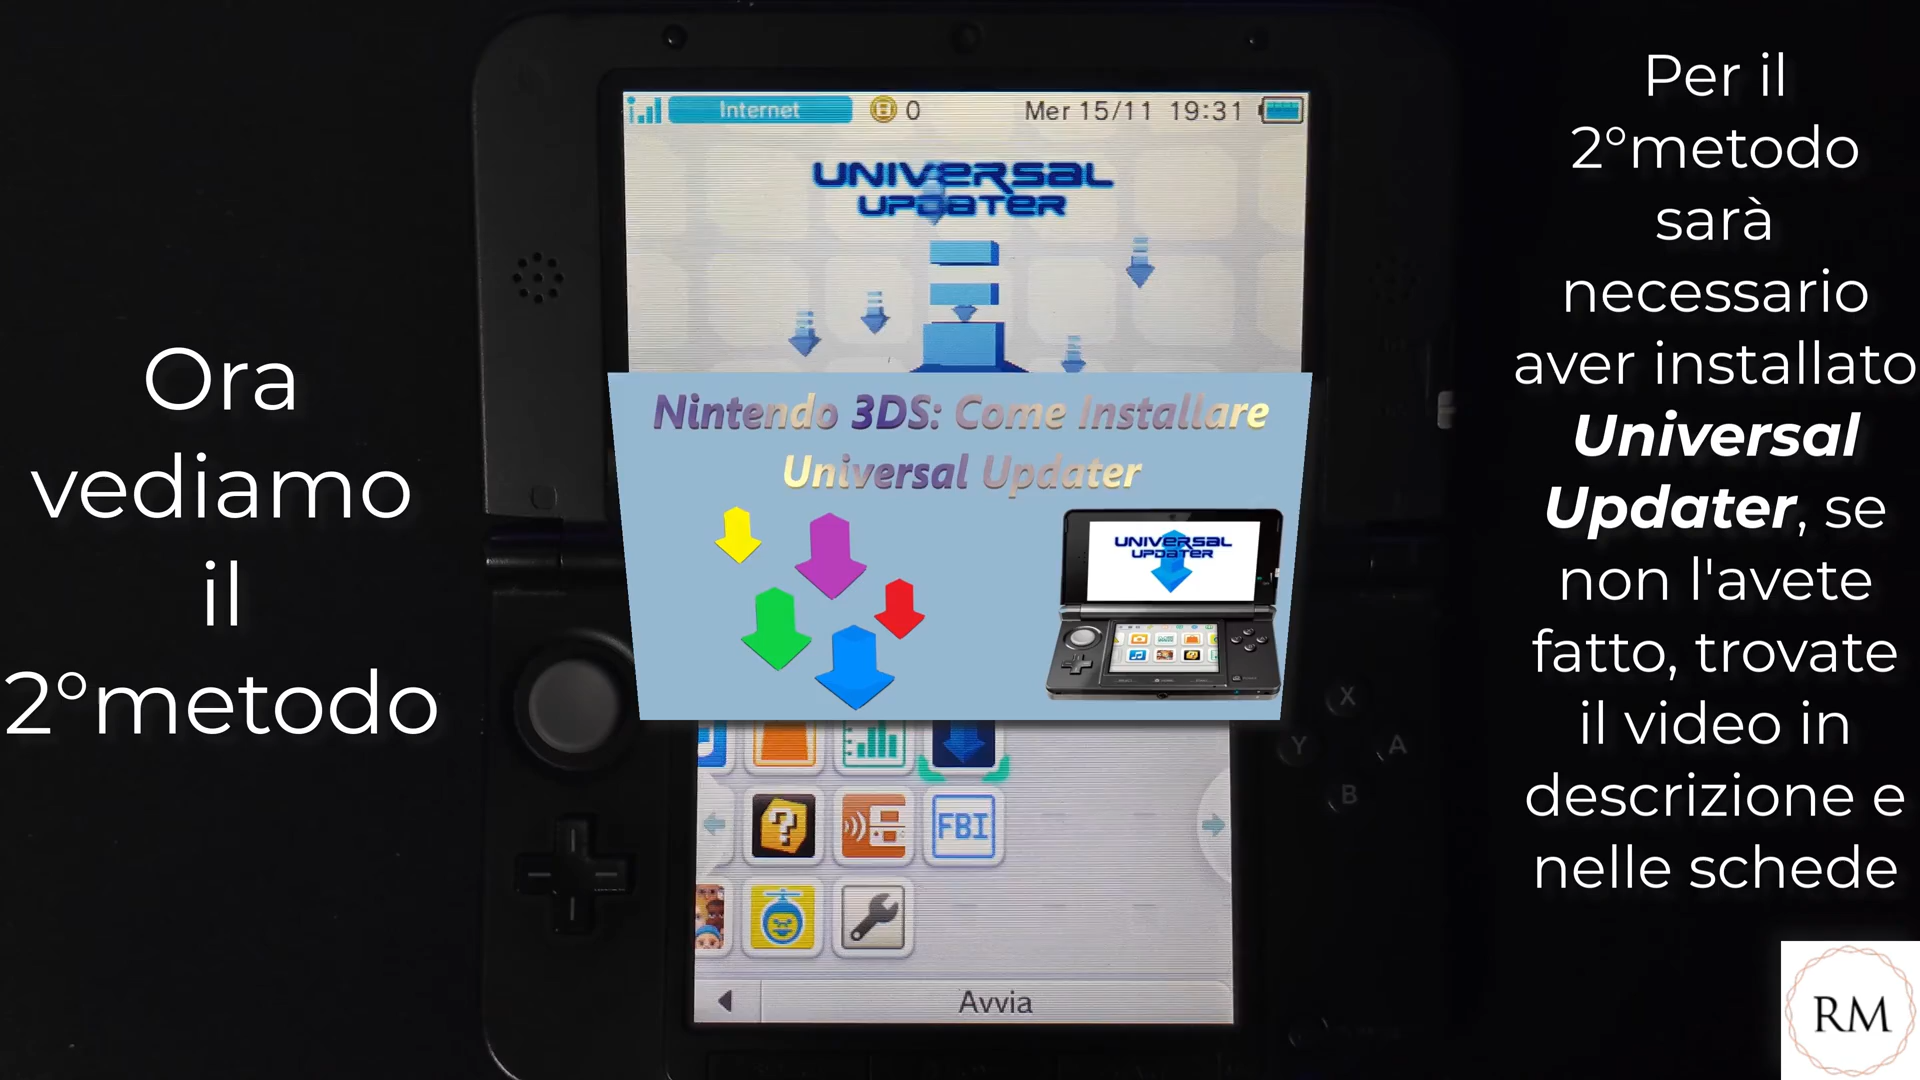 Ora
vediamo
il
2°metodo
Internet
0
Mer 15/11 19:31
UNIVERSAL
UPDATER
Nintendo 3DS: Come Installare
Universal Updater
UNIVERSAL
UPDATER
FBI
Avvia
X
Y
A
B
Per il
2°metodo
sarà
necessario
aver installato
Universal
Updater, se
non l'avete
fatto, trovate
il video in
descrizione e
nelle schede
RM